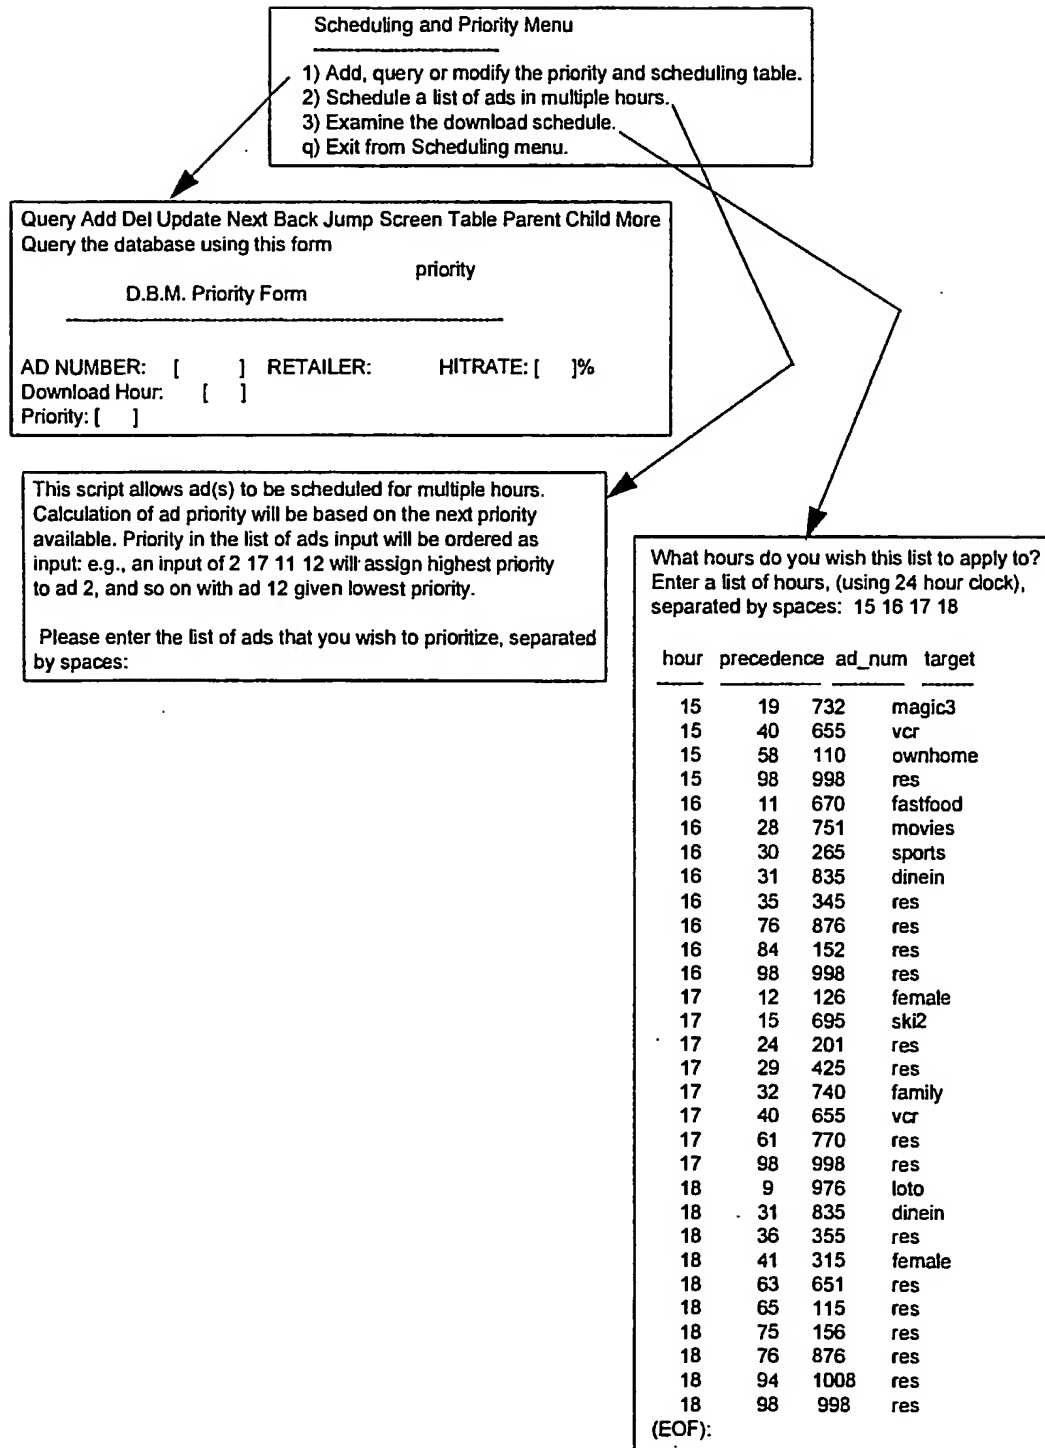 Scheduling and Priority Menu
1) Add, query or modify the priority and scheduling table.
2) Schedule a list of ads in multiple hours.
3) Examine the download schedule.
q) Exit from Scheduling menu.
Query Add Del Update Next Back Jump Screen Table Parent Child More
Query the database using this form
priority
D.B.M. Priority Form
AD NUMBER: [ ] RETAILER: HITRATE: [ ]%
Download Hour: [ ]
Priority: [ ]
This script allows ad(s) to be scheduled for multiple hours.
Calculation of ad priority will be based on the next priority
available. Priority in the list of ads input will be ordered as
input: e.g., an input of 2 17 11 12 will assign highest priority
to ad 2, and so on with ad 12 given lowest priority.
Please enter the list of ads that you wish to prioritize, separated
by spaces:
What hours do you wish this list to apply to?
Enter a list of hours, (using 24 hour clock),
separated by spaces: 15 16 17 18
hour precedence ad_num target
15 19 732 magic3
15 40 655 vcr
15 58 110 ownhome
15 98 998 res
16 11 670 fastfood
16 28 751 movies
16 30 265 sports
16 31 835 dinein
16 35 345 res
16 76 876 res
16 84 152 res
16 98 998 res
17 12 126 female
17 15 695 ski2
17 24 201 res
17 29 425 res
17 32 740 family
17 40 655 vcr
17 61 770 res
17 98 998 res
18 9 976 loto
18 31 835 dinein
18 36 355 res
18 41 315 female
18 63 651 res
18 65 115 res
18 75 156 res
18 76 876 res
18 94 1008 res
18 98 998 res
(EOF):